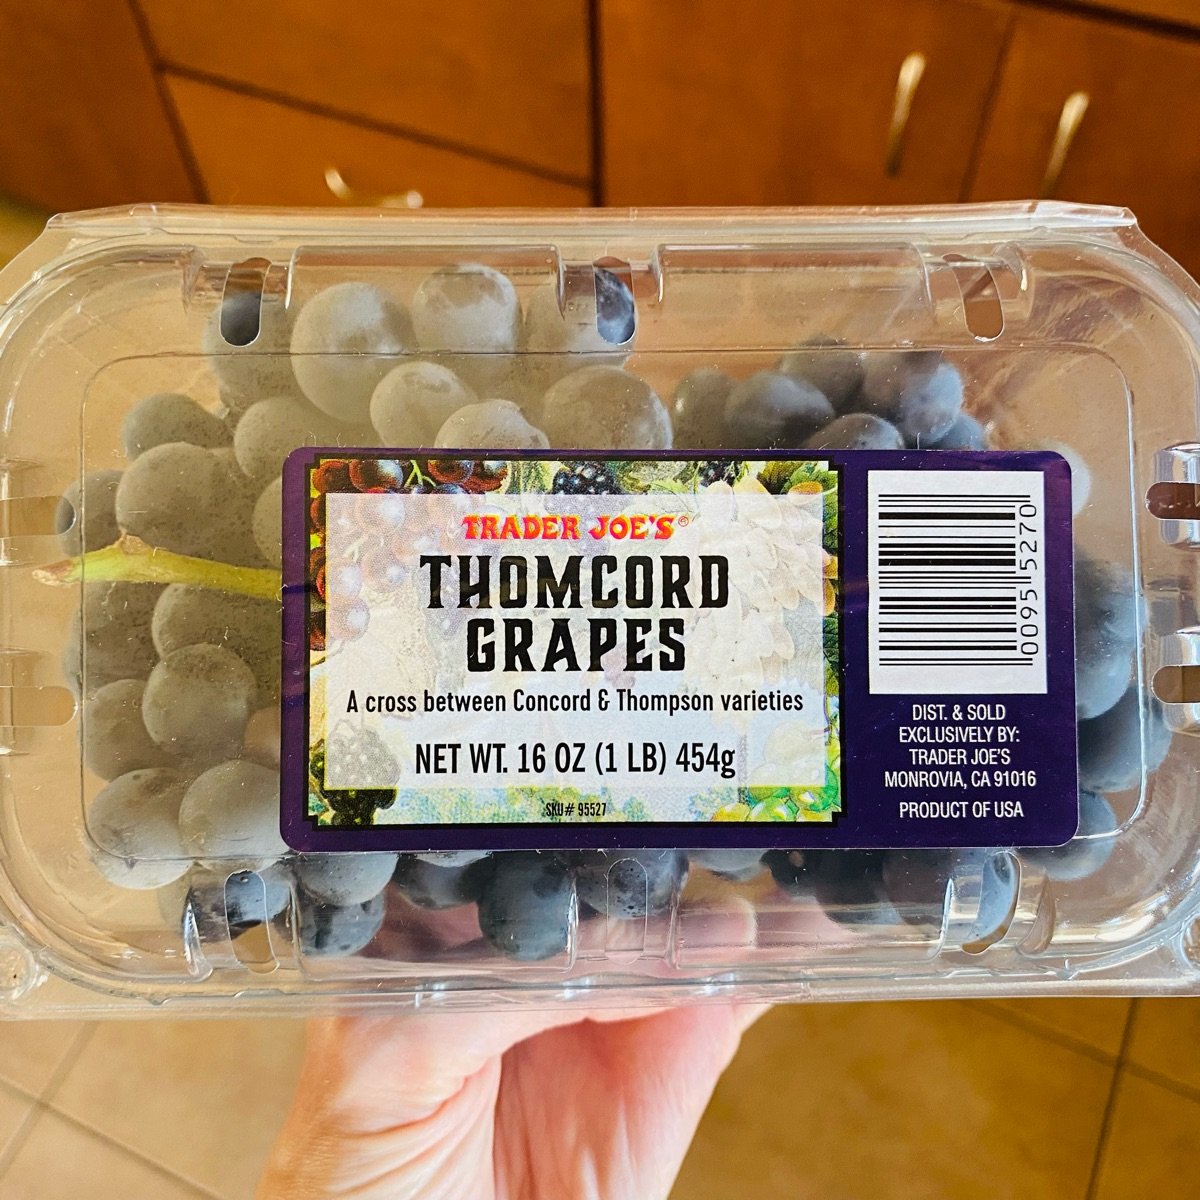 TRADER JOE'S®
THOMCORD
GRAPES
A cross between Concord & Thompson varieties
NET WT. 16 OZ (1 LB) 454g
SKU# 95527
0095 5270
DIST. & SOLD
EXCLUSIVELY BY:
TRADER JOE'S
MONROVIA, CA 91016
PRODUCT OF USA